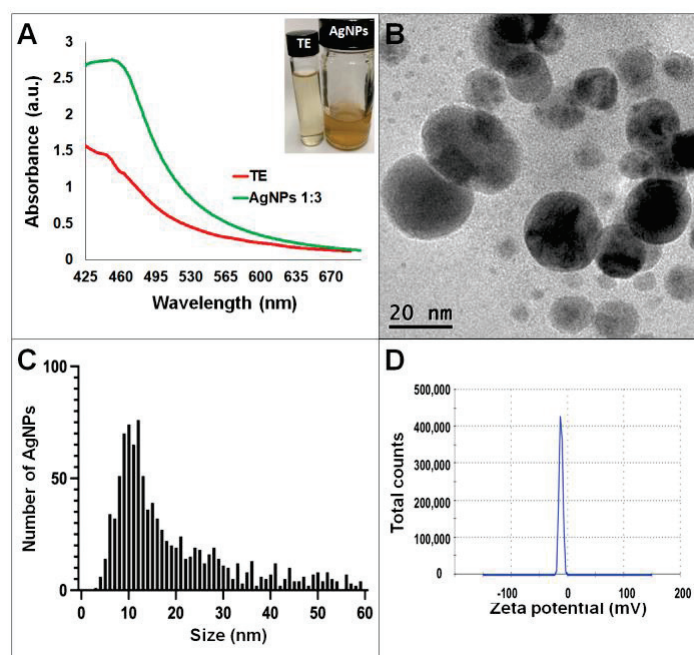 A
3
2.5
2
1.5
1
0.5
0
Absorbance (a.u.)
425 460 495 530 565 600 635 670
Wavelength (nm)
TE
AgNPs 1:3
TE
AgNPs
B
20 nm
C
100
50
0
Number of AgNPs
0 10 20 30 40 50 60
Size (nm)
D
500,000
400,000
300,000
200,000
100,000
0
Total counts
-100 0 100 200
Zeta potential (mV)